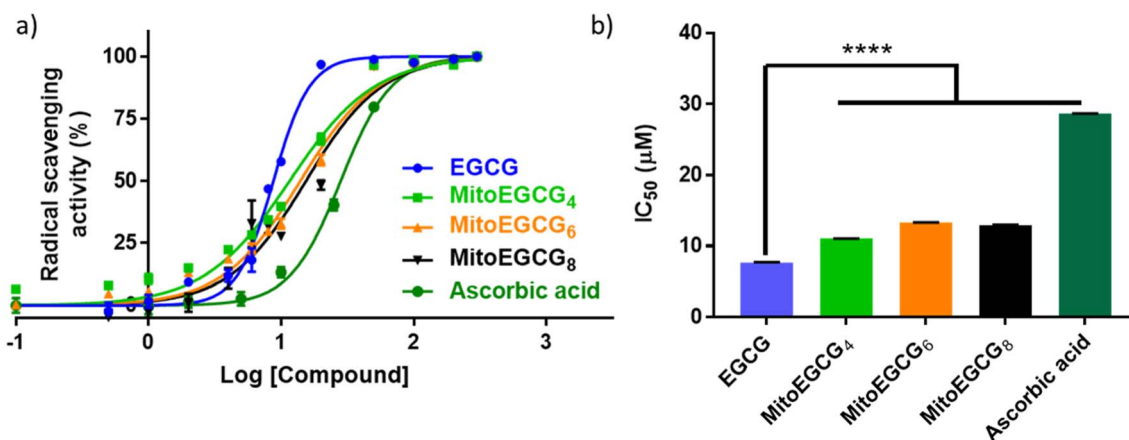 a)
Radical scavenging
activity (%)
100
75
50
25
-1
0
1
2
3
Log [Compound]
EGCG
MitoEGCG₄
MitoEGCG₆
MitoEGCG₈
Ascorbic acid
b)
****
IC₅₀ (μM)
40
30
20
10
0
EGCG
MitoEGCG₄
MitoEGCG₆
MitoEGCG₈
Ascorbic acid